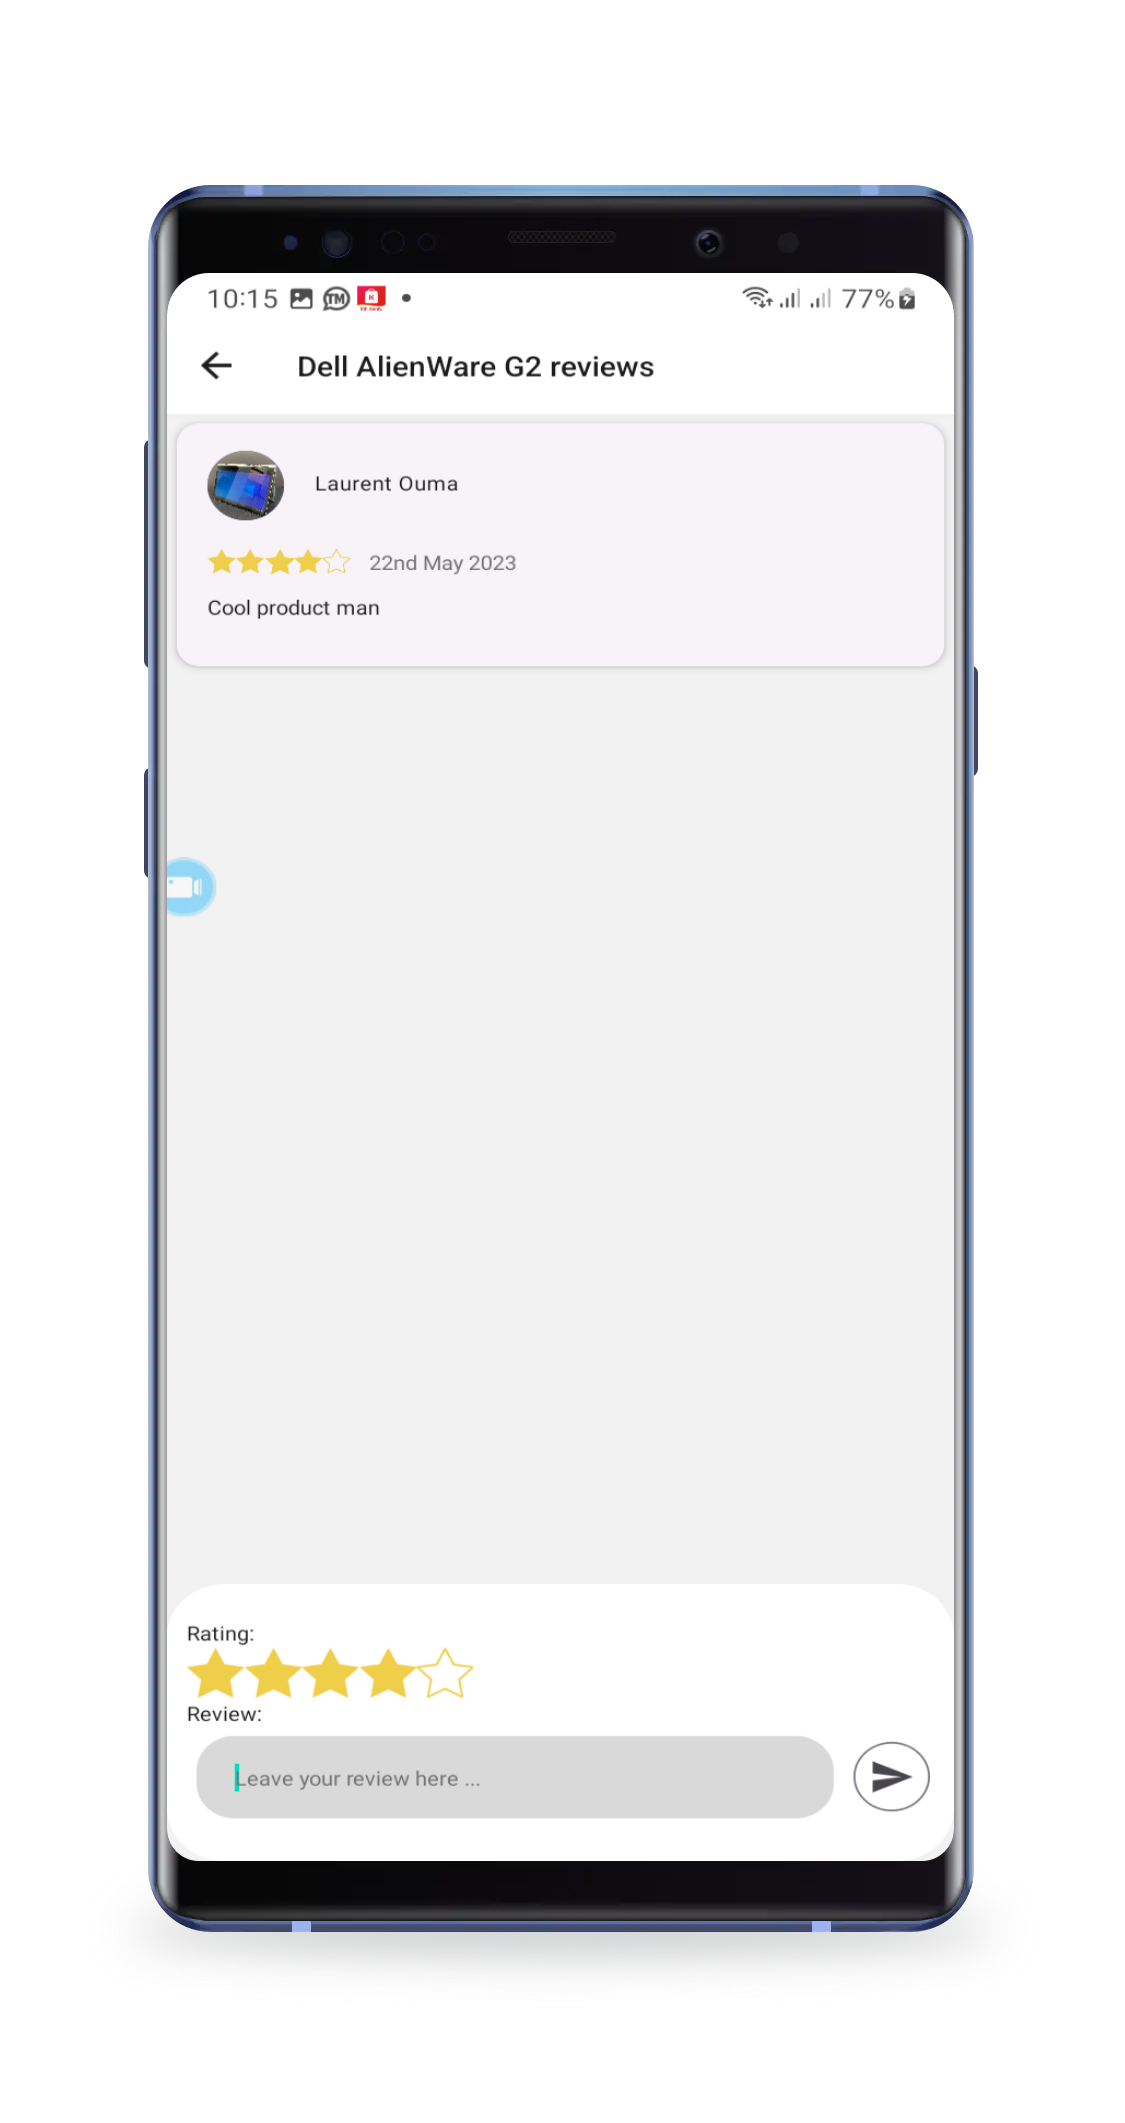 10:15 TM K 77%
Dell AlienWare G2 reviews
Laurent Ouma
22nd May 2023
Cool product man
Rating:
Review:
Leave your review here ...